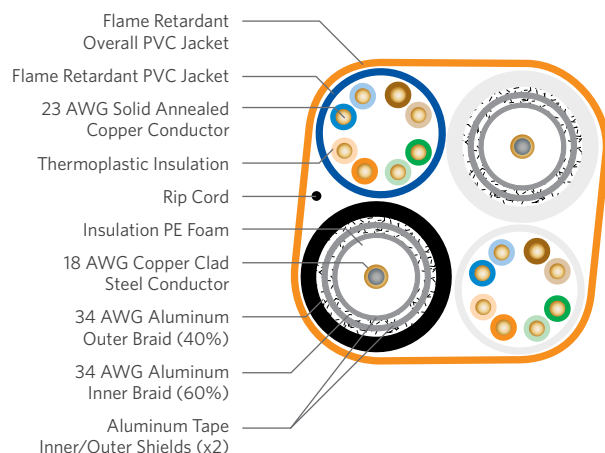 Flame Retardant
Overall PVC Jacket
Flame Retardant PVC Jacket
23 AWG Solid Annealed
Copper Conductor
Thermoplastic Insulation
Rip Cord
Insulation PE Foam
18 AWG Copper Clad
Steel Conductor
34 AWG Aluminum
Outer Braid (40%)
34 AWG Aluminum
Inner Braid (60%)
Aluminum Tape
Inner/Outer Shields (x2)